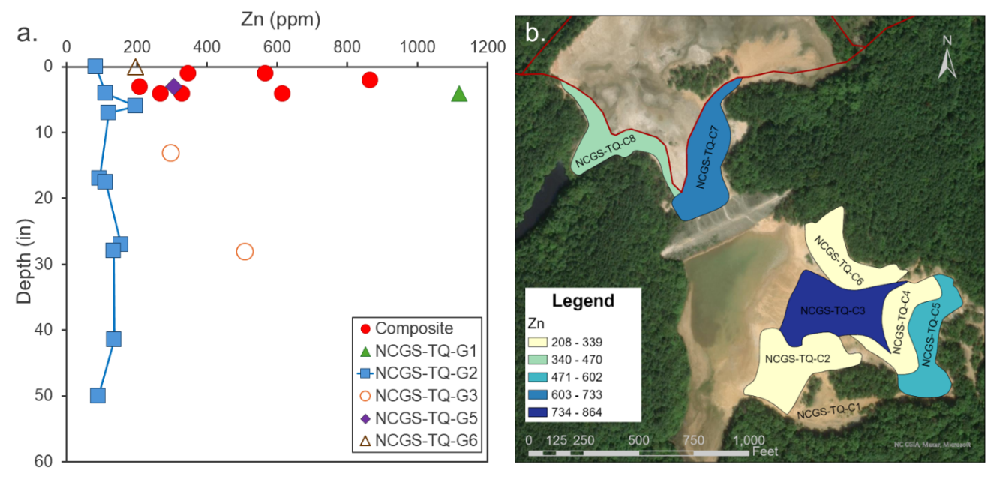 a.
Zn (ppm)
0 200 400 600 800 1000 1200
0
10
20
30
40
50
60
Depth (in)
Composite
NCGS-TQ-G1
NCGS-TQ-G2
NCGS-TQ-G3
NCGS-TQ-G5
NCGS-TQ-G6
b.
N
NCGS-TQ-C8
NCGS-TQ-C7
NCGS-TQ-C6
NCGS-TQ-C3
NCGS-TQ-C4
NCGS-TQ-C5
NCGS-TQ-C2
NCGS-TQ-C1
Legend
Zn
208 - 339
340 - 470
471 - 602
603 - 733
734 - 864
0 125 250 500 750 1,000
Feet
NC CGIA, Maxar, Microsoft